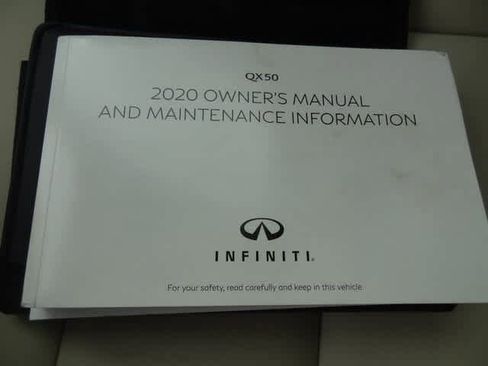 QX50
2020 OWNER'S MANUAL
AND MAINTENANCE INFORMATION
INFINITI®
For your safety, read carefully and keep in this vehicle.